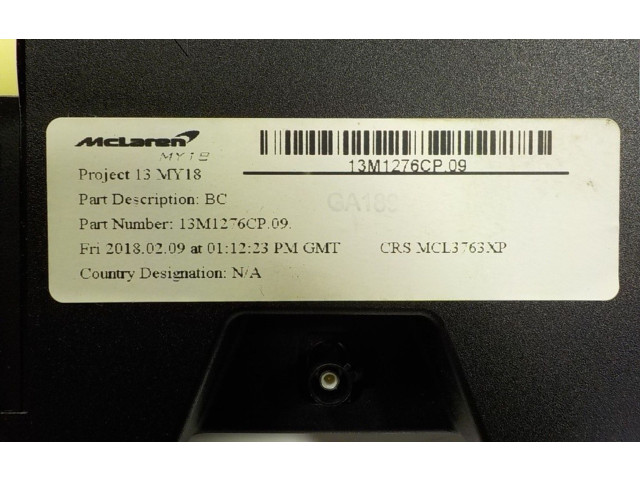 McLaren
MY18
13M1276CP.09
Project 13 MY18
Part Description: BC
GA183
Part Number: 13M1276CP.09.
Fri 2018.02.09 at 01:12:23 PM GMT CRS MCL3763XP
Country Designation: N/A